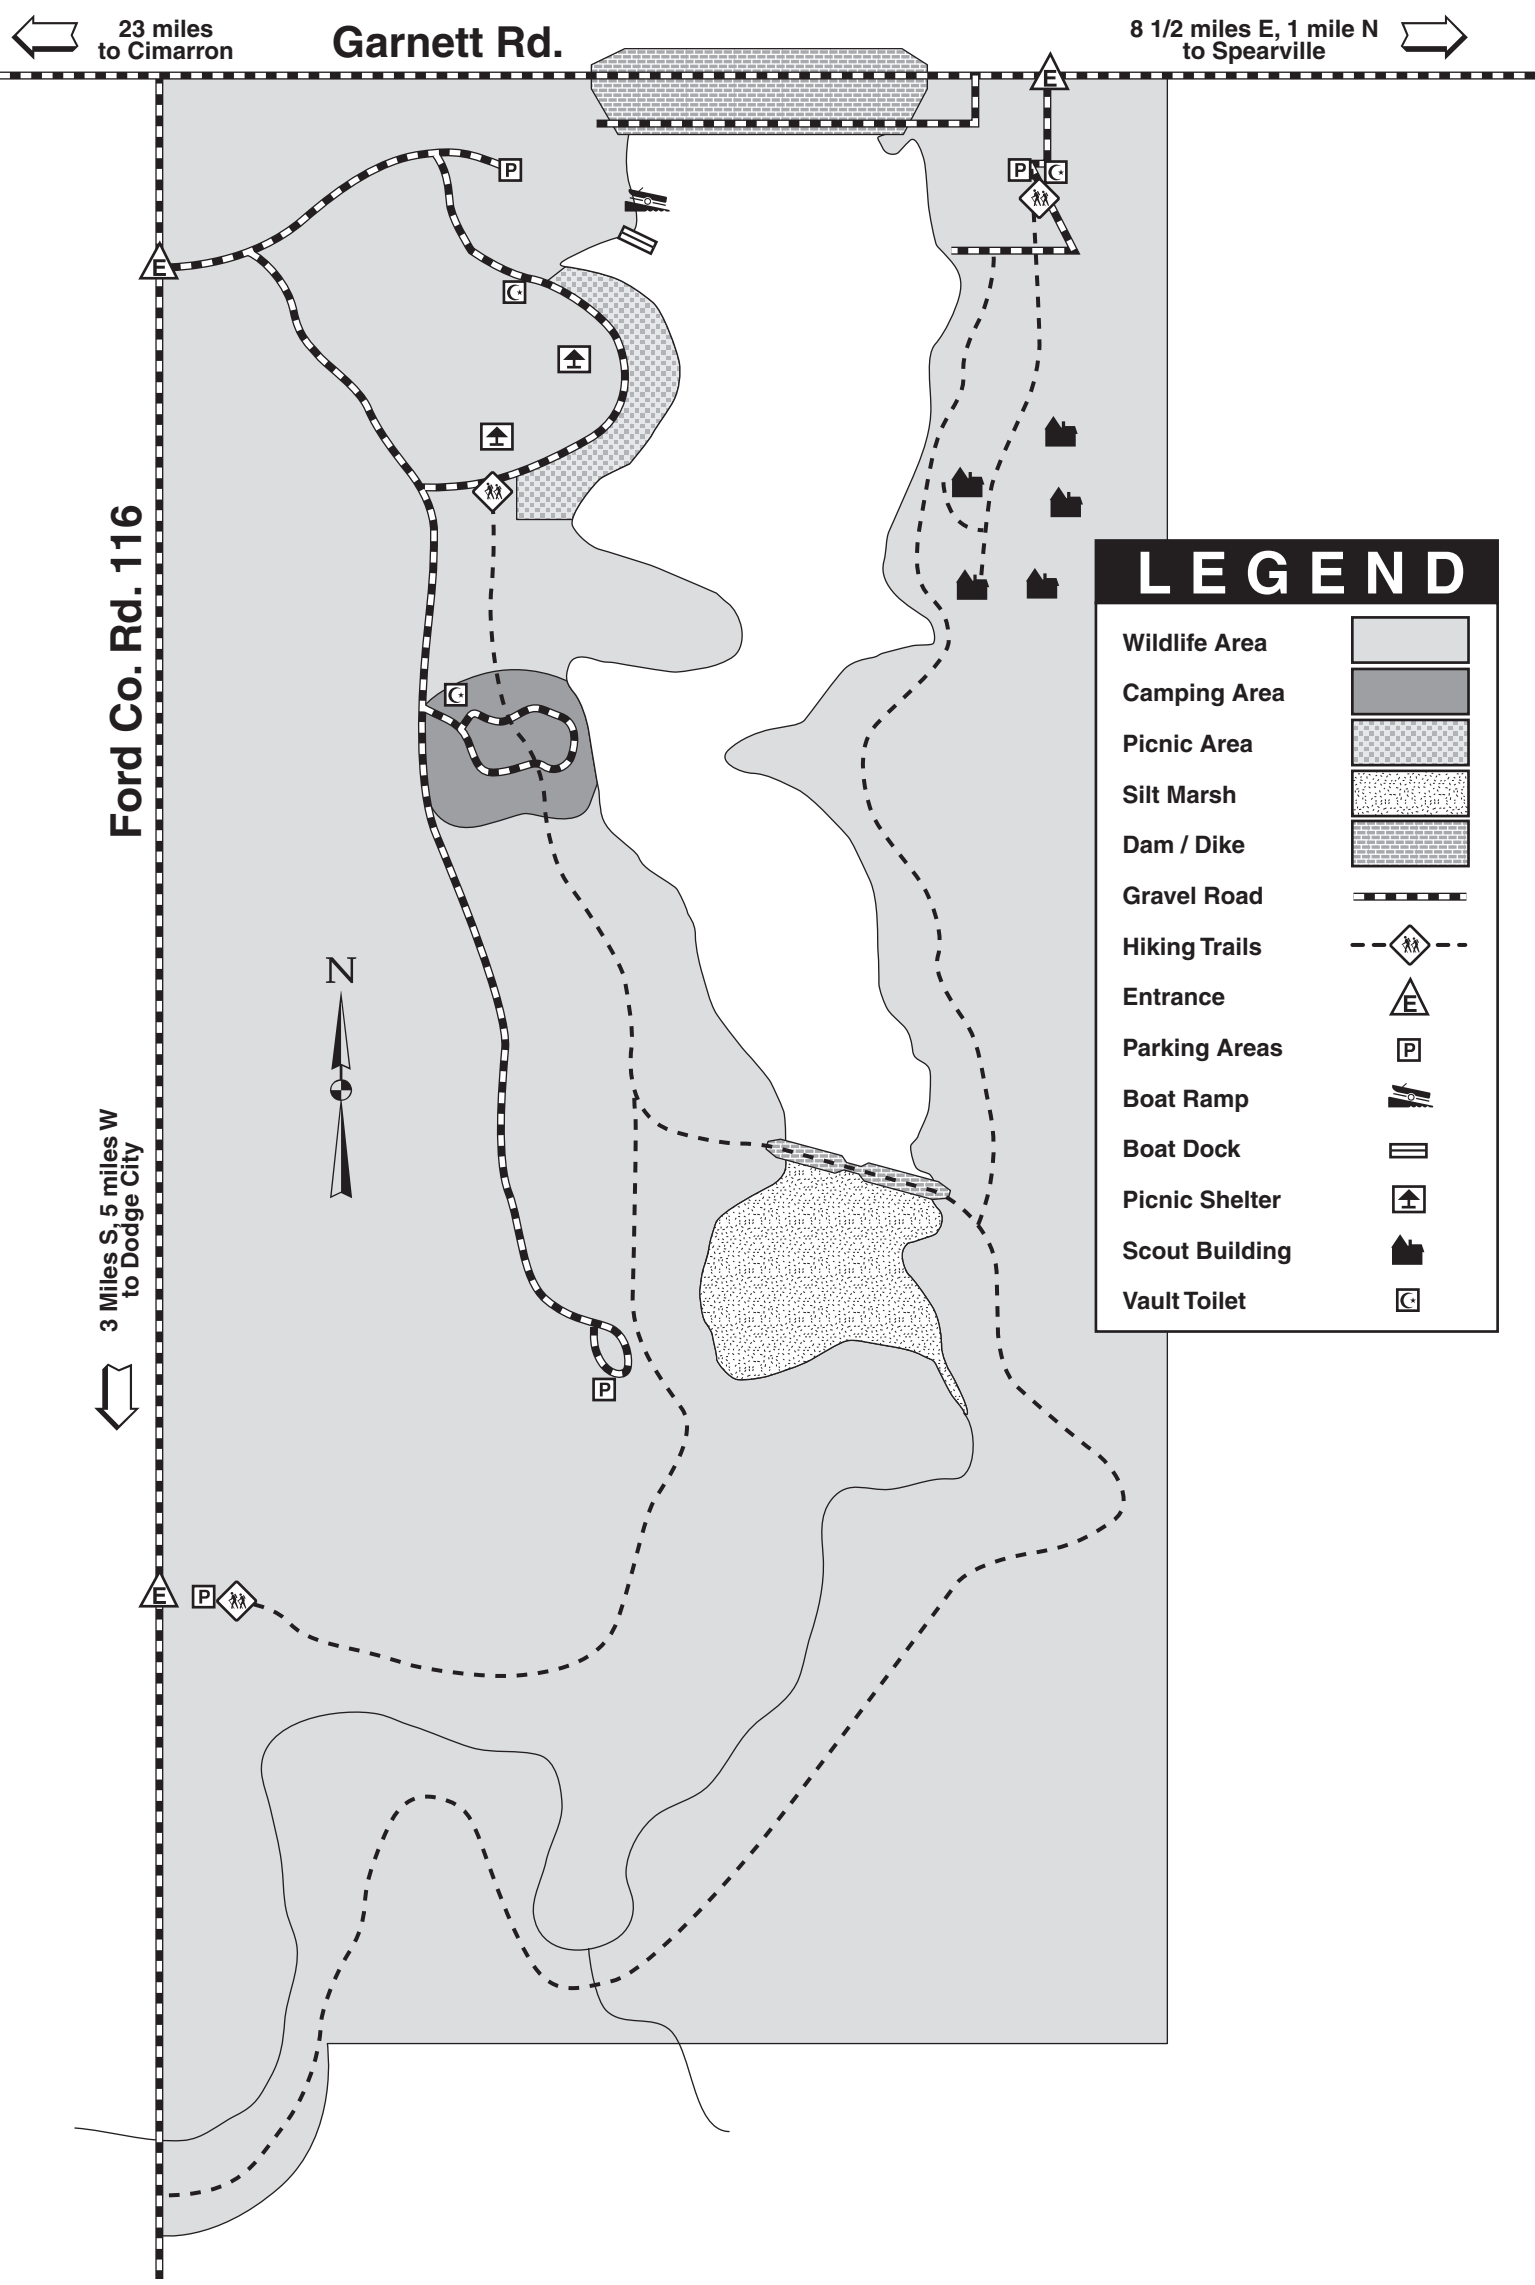 23 miles
to Cimarron
Garnett Rd.
8 1/2 miles E, 1 mile N
to Spearville
E
P
P
E
Ford Co. Rd. 116
LEGEND
Wildlife Area
Camping Area
Picnic Area
Silt Marsh
Dam / Dike
Gravel Road
Hiking Trails
Entrance
E
Parking Areas
P
Boat Ramp
Boat Dock
Picnic Shelter
Scout Building
Vault Toilet
N
3 Miles S, 5 miles W
to Dodge City
P
E
P